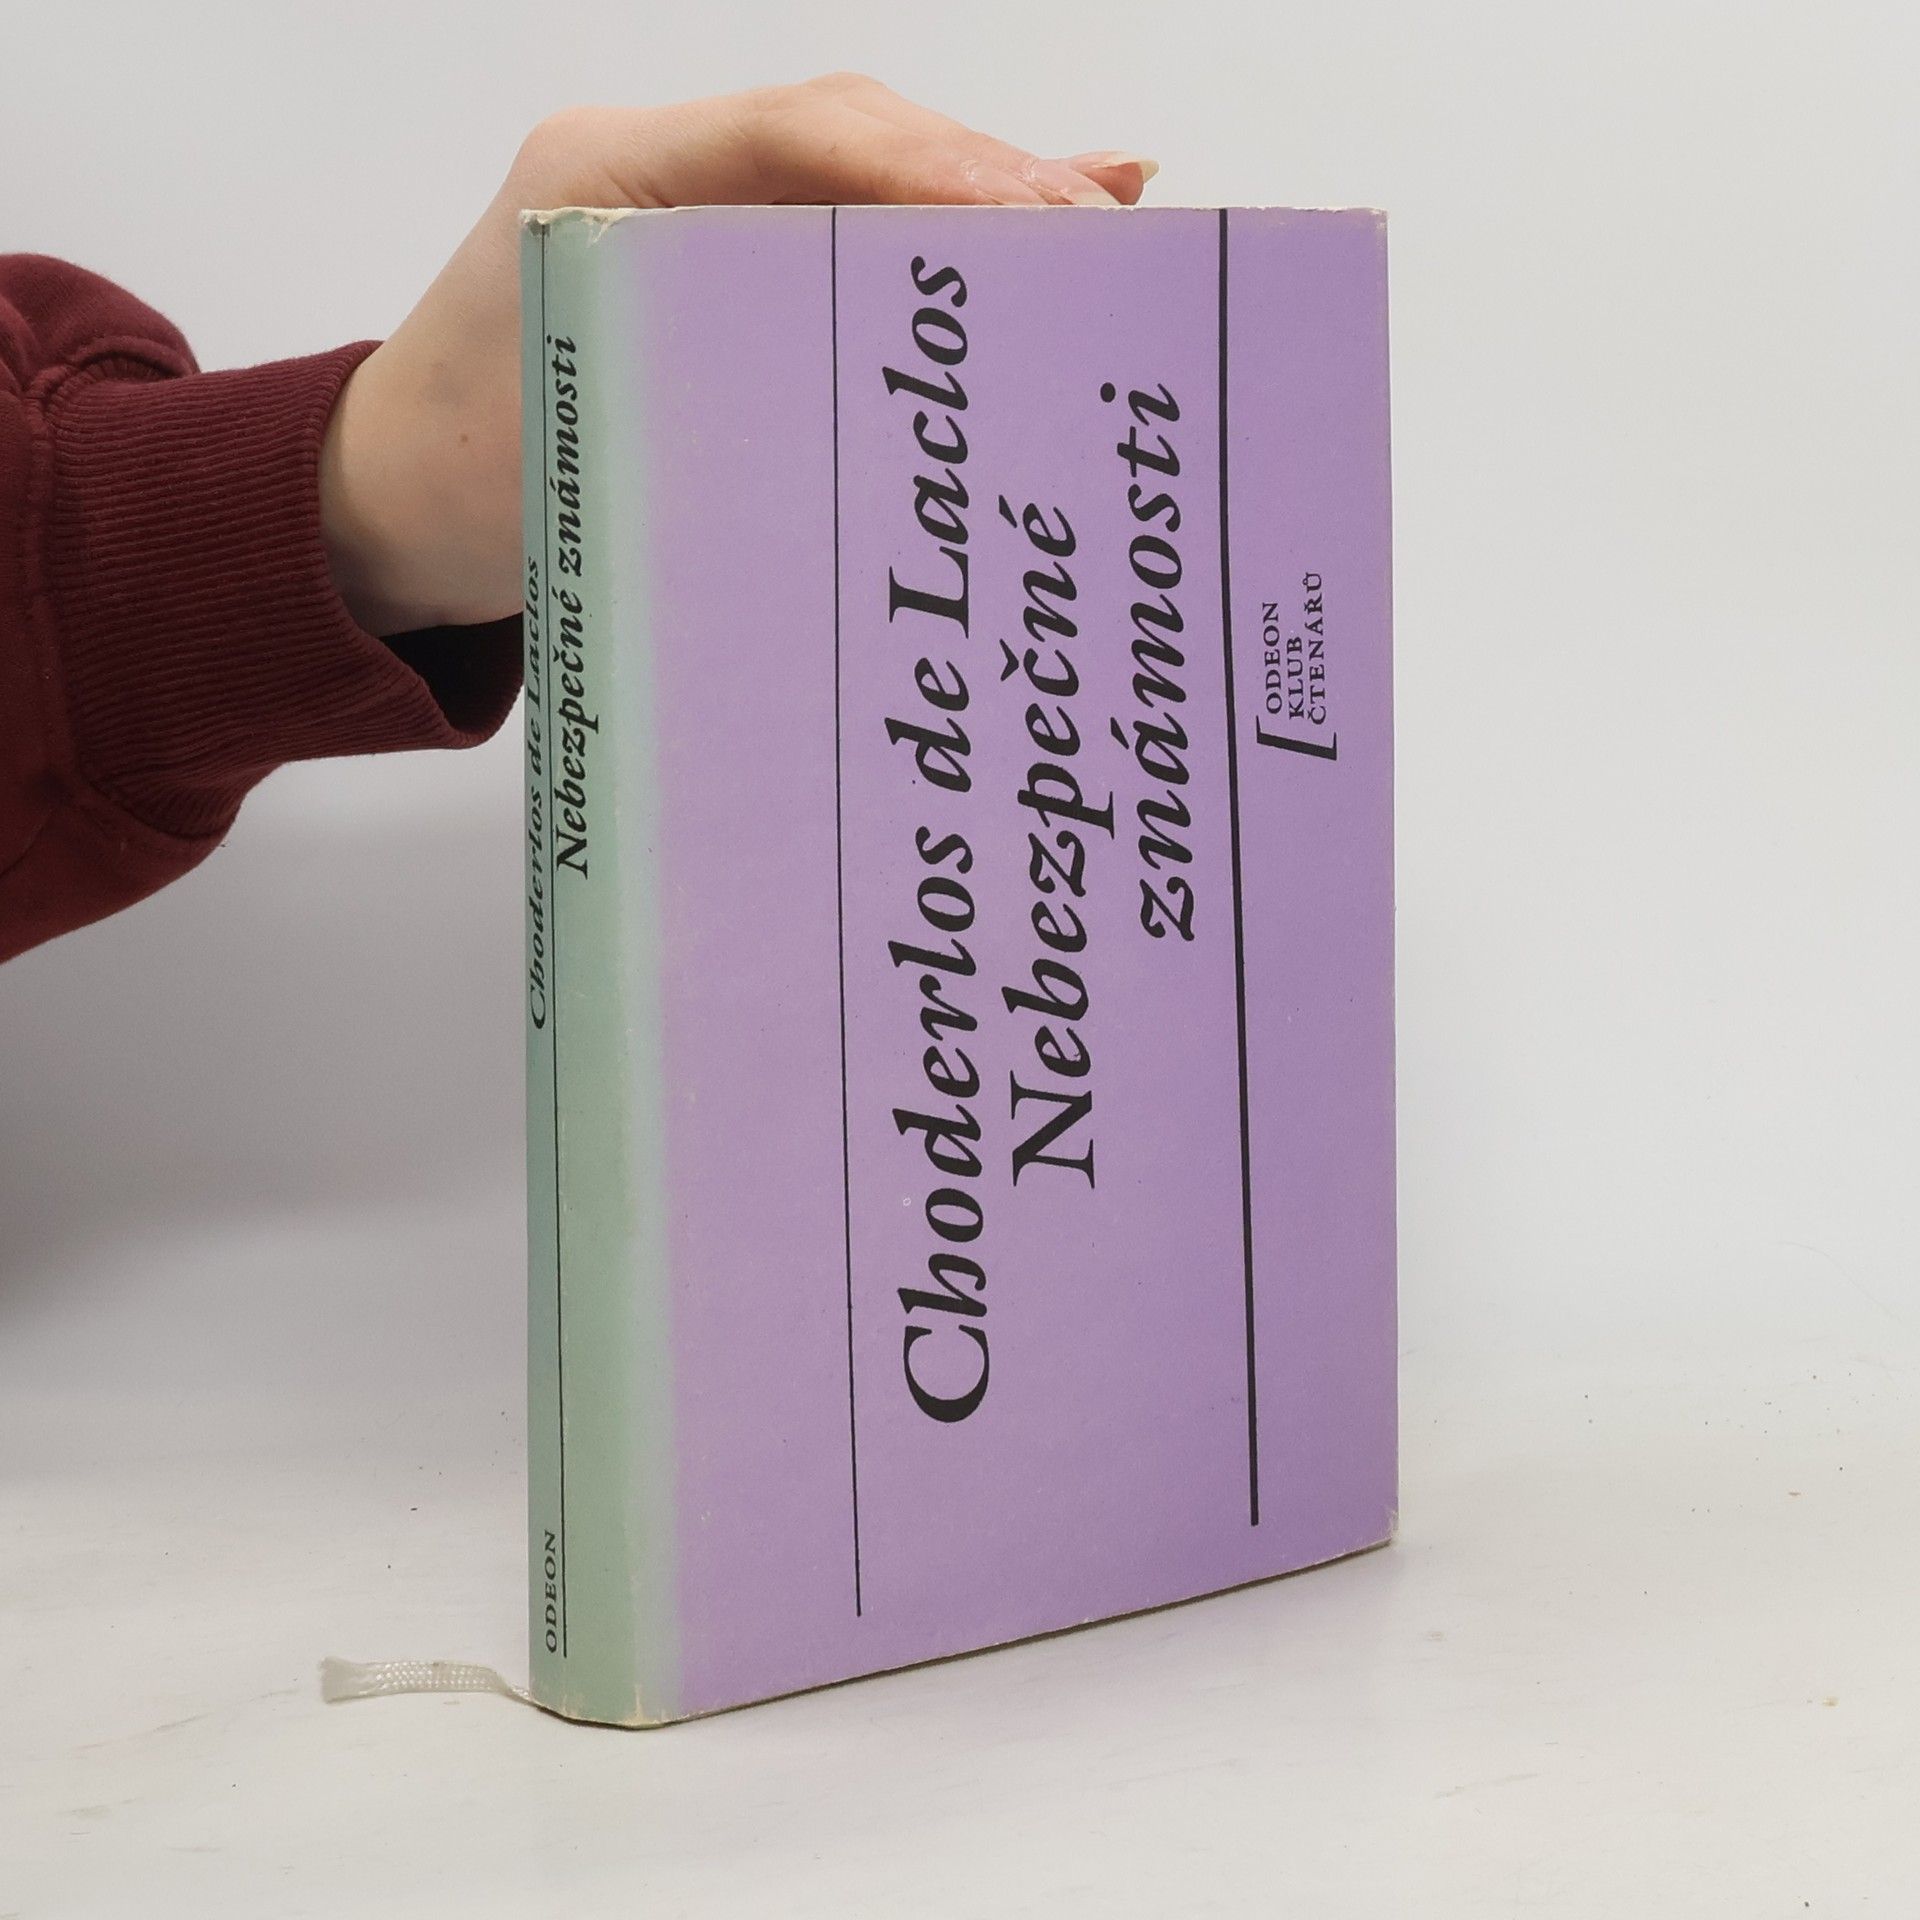 Choderlos de Laclos
Nebezpečné známosti
ODEON
Choderlos de Laclos
Nebezpečné
známosti
ODEON
KLUB
ČTENÁŘŮ